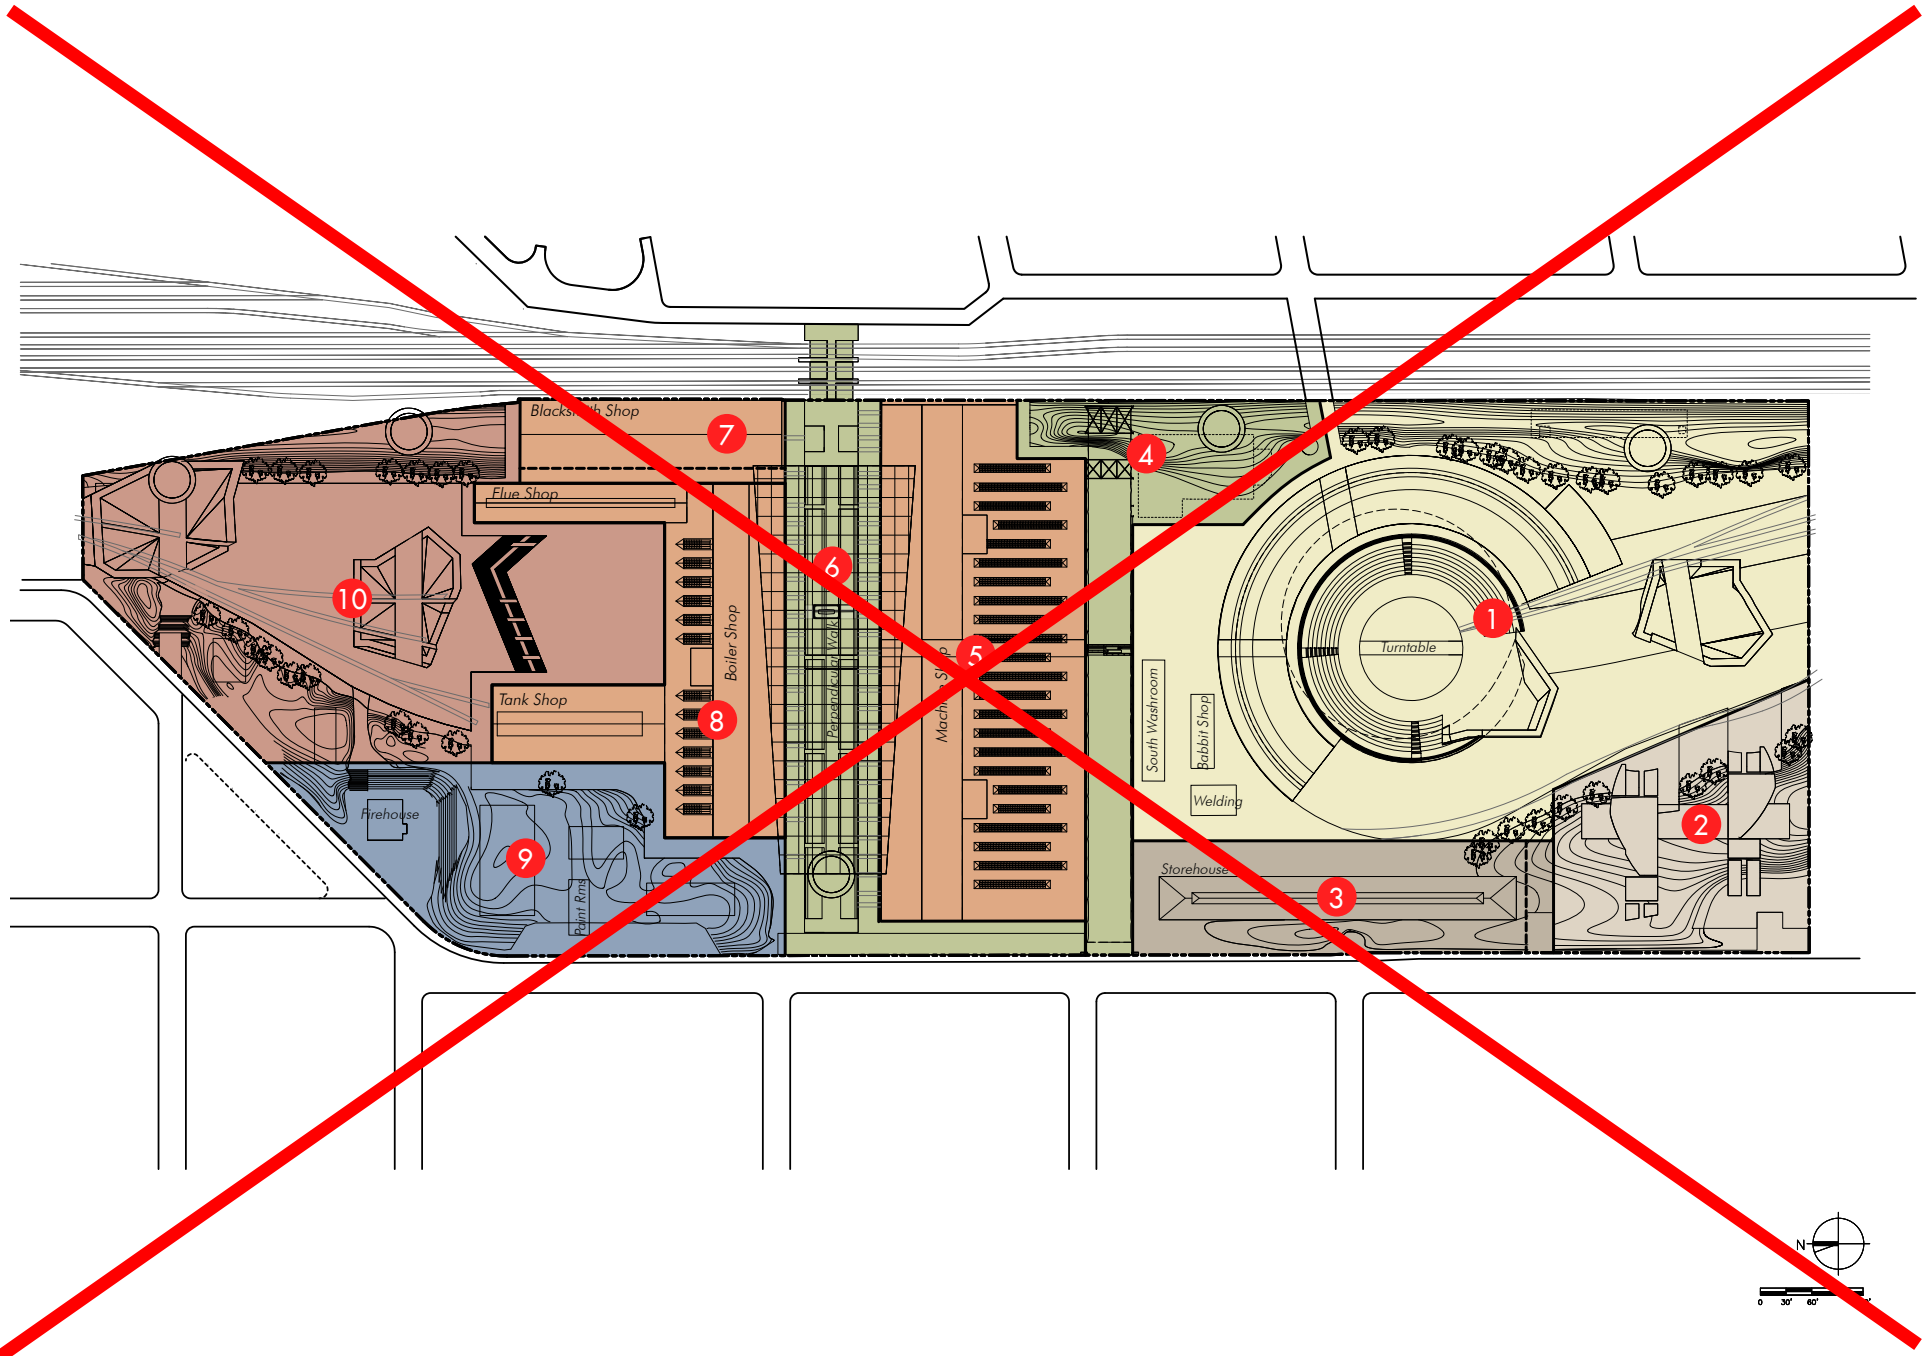 Blacksmith Shop
7
4
Flue Shop
6
10
1
Boiler Shop
Perpendicular Walk
Machine Shop
5
Turntable
Tank Shop
8
South Washroom
Babbit Shop
Welding
2
Firehouse
9
Paint Rms
Storehouse
3
N
0 30' 60'